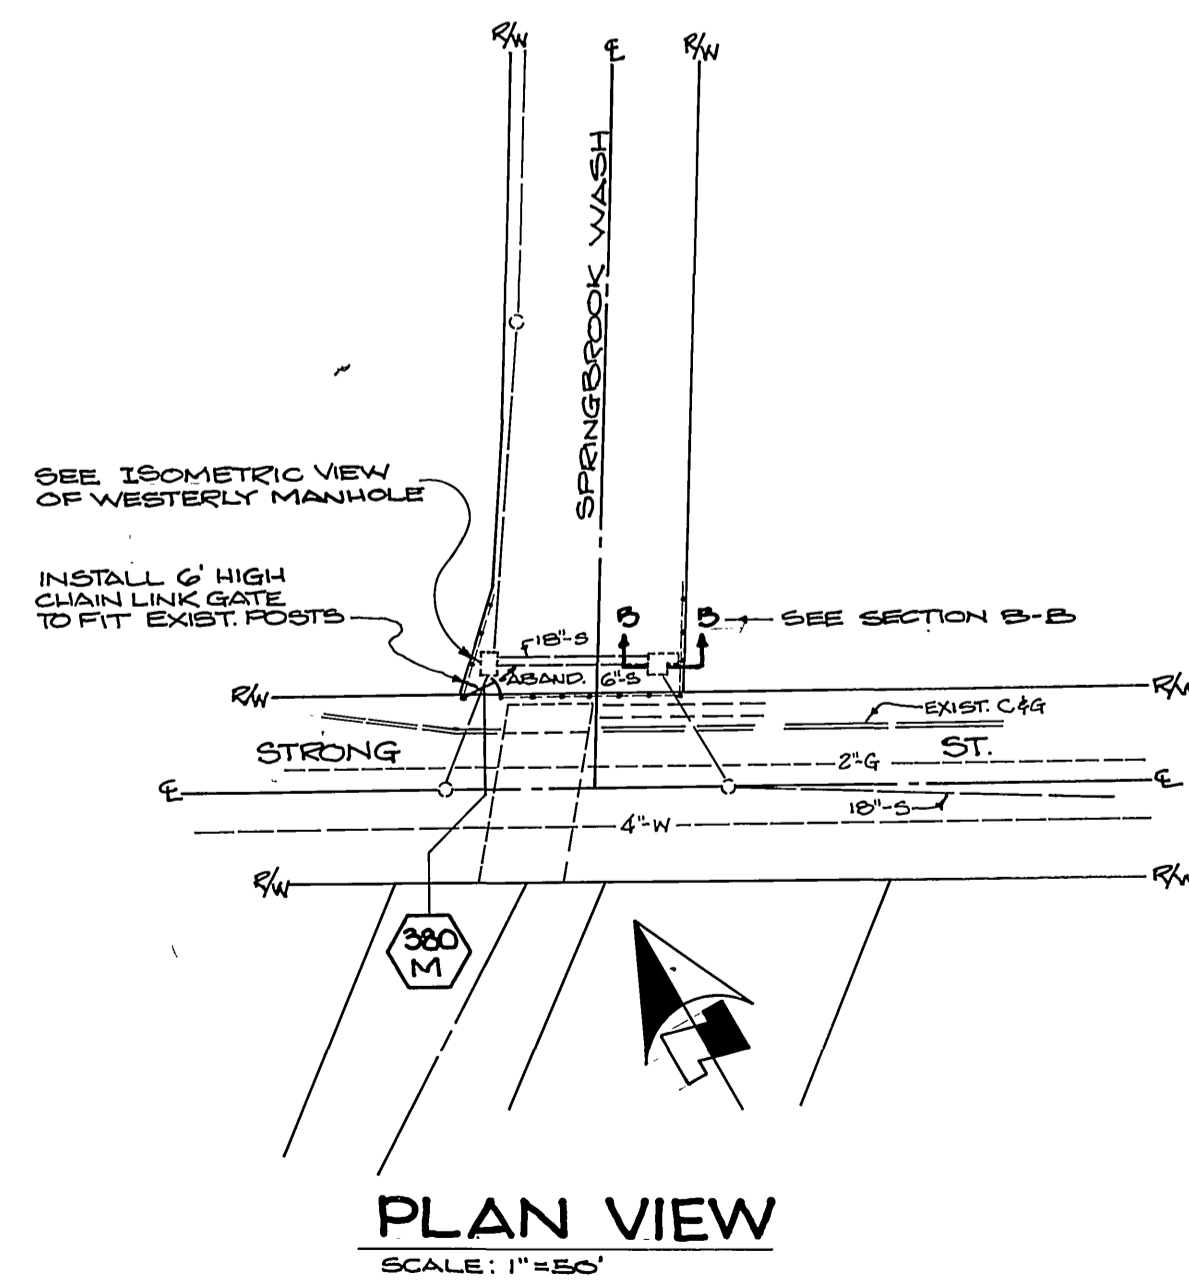 R/W
℄
R/W
SPRINGBROOK WASH
SEE ISOMETRIC VIEW
OF WESTERLY MANHOLE
INSTALL 6' HIGH
CHAIN LINK GATE
TO FIT EXIST. POSTS
B
B
SEE SECTION B-B
18"-S
ABAND. 6"-S
R/W
R/W
EXIST. C&G
STRONG
ST.
2"-G
℄
℄
18"-S
4"-W
R/W
R/W
380
M
PLAN VIEW
SCALE: 1"=50'